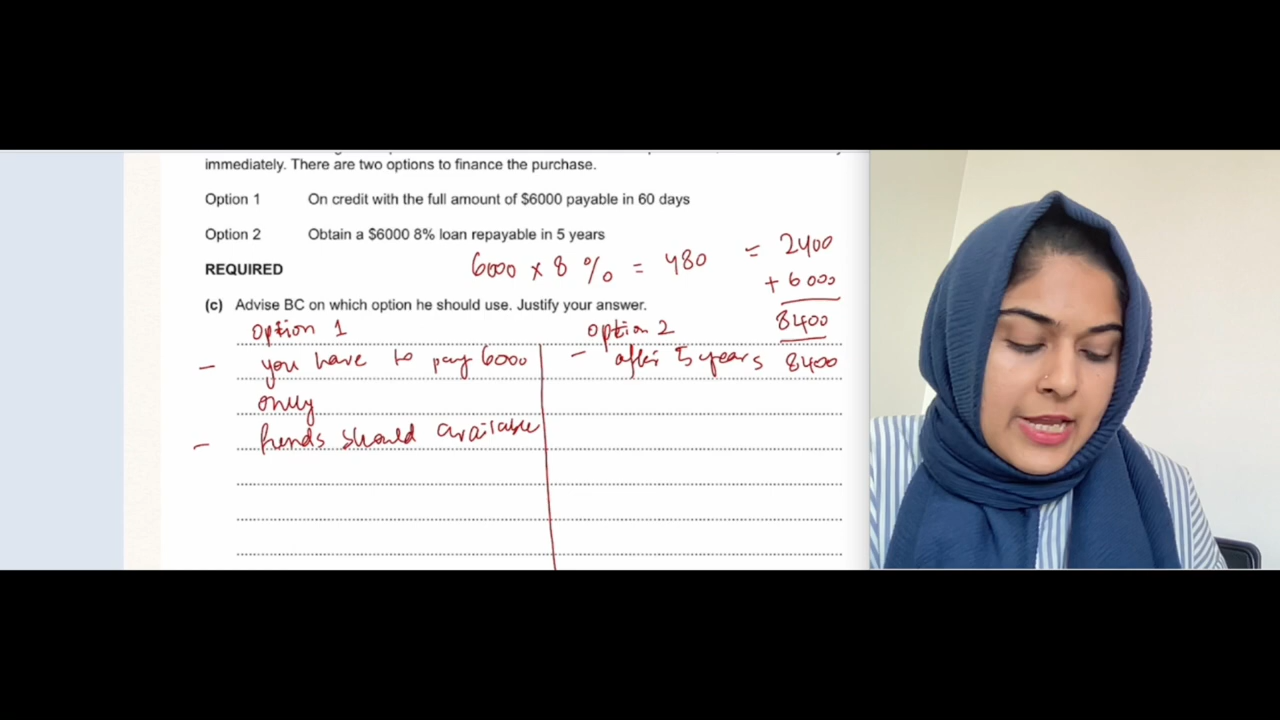 immediately. There are two options to finance the purchase.
Option 1 On credit with the full amount of $6000 payable in 60 days
Option 2 Obtain a $6000 8% loan repayable in 5 years
6000 x 8 % = 480 = 2400
+ 6000
8400
REQUIRED
(c) Advise BC on which option he should use. Justify your answer.
option 1
- you have to pay 6000
only
- funds should available
option 2
- after 5 years 8400